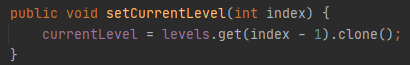 public void setCurrentLevel(int index) {
    currentLevel = levels.get(index - 1).clone();
}